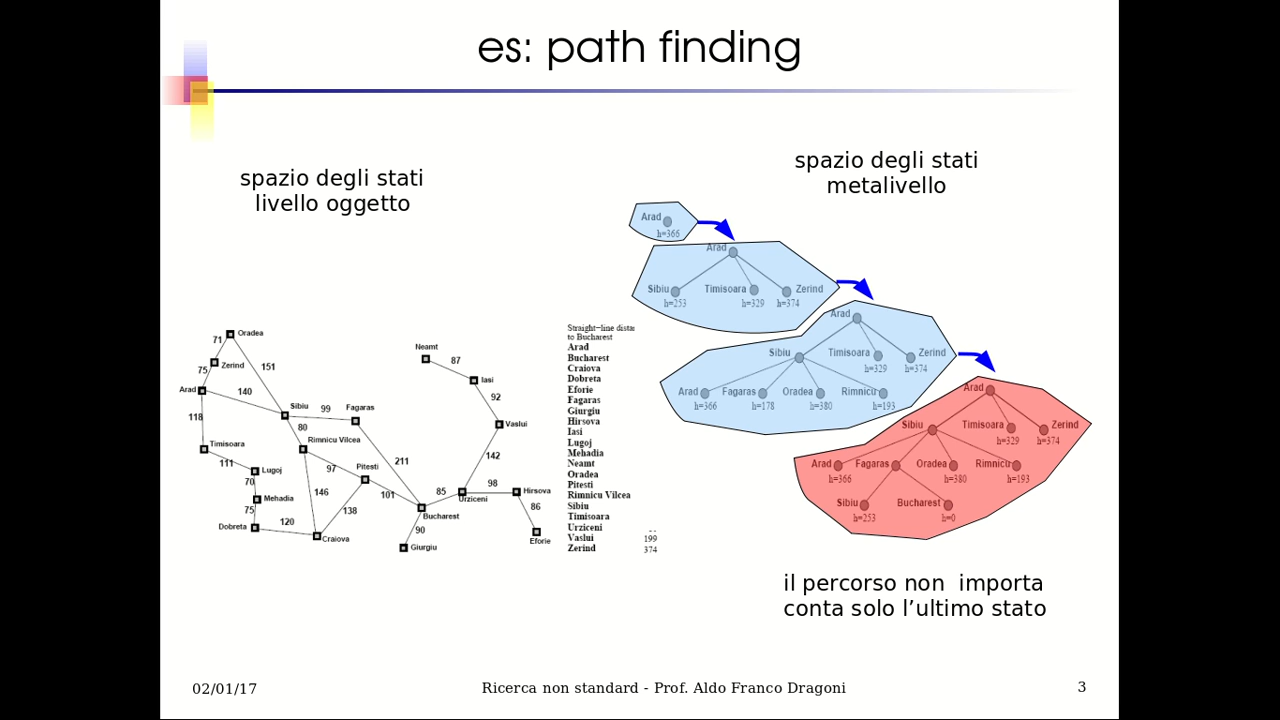 es: path finding
spazio degli stati
livello oggetto
spazio degli stati
metalivello
Arad
h=366
Arad
Sibiu Timisoara Zerind
h=253 h=329 h=374
Arad
Sibiu Timisoara Zerind
h=329 h=374
Arad Fagaras Oradea Rimnicu
h=366 h=178 h=380 h=193
Arad
Sibiu Timisoara Zerind
h=329 h=374
Arad Fagaras Oradea Rimnicu
h=366 h=380 h=193
Sibiu Bucharest
h=253 h=0
Oradea
71
Zerind
151
75
Arad
140
118
Sibiu
99
Fagaras
80
Rimnicu Vilcea
Timisoara
111
Lugoj
97
Pitesti
211
70
Mehadia
146
101
75
138
Dobreta
120
Craiova
Neamt
87
Iasi
92
Vaslui
142
85
98
Hirsova
Urziceni
86
Bucharest
90
Giurgiu
Eforie
Straight-line
to Bucharest
Arad
Bucharest
Craiova
Dobreta
Eforie
Fagaras
Giurgiu
Hirsova
Iasi
Lugoj
Mehadia
Neamt
Oradea
Pitesti
Rimnicu Vilcea
Sibiu
Timisoara
Urziceni
Vaslui 199
Zerind 374
il percorso non importa
conta solo l’ultimo stato
02/01/17
Ricerca non standard - Prof. Aldo Franco Dragoni
3